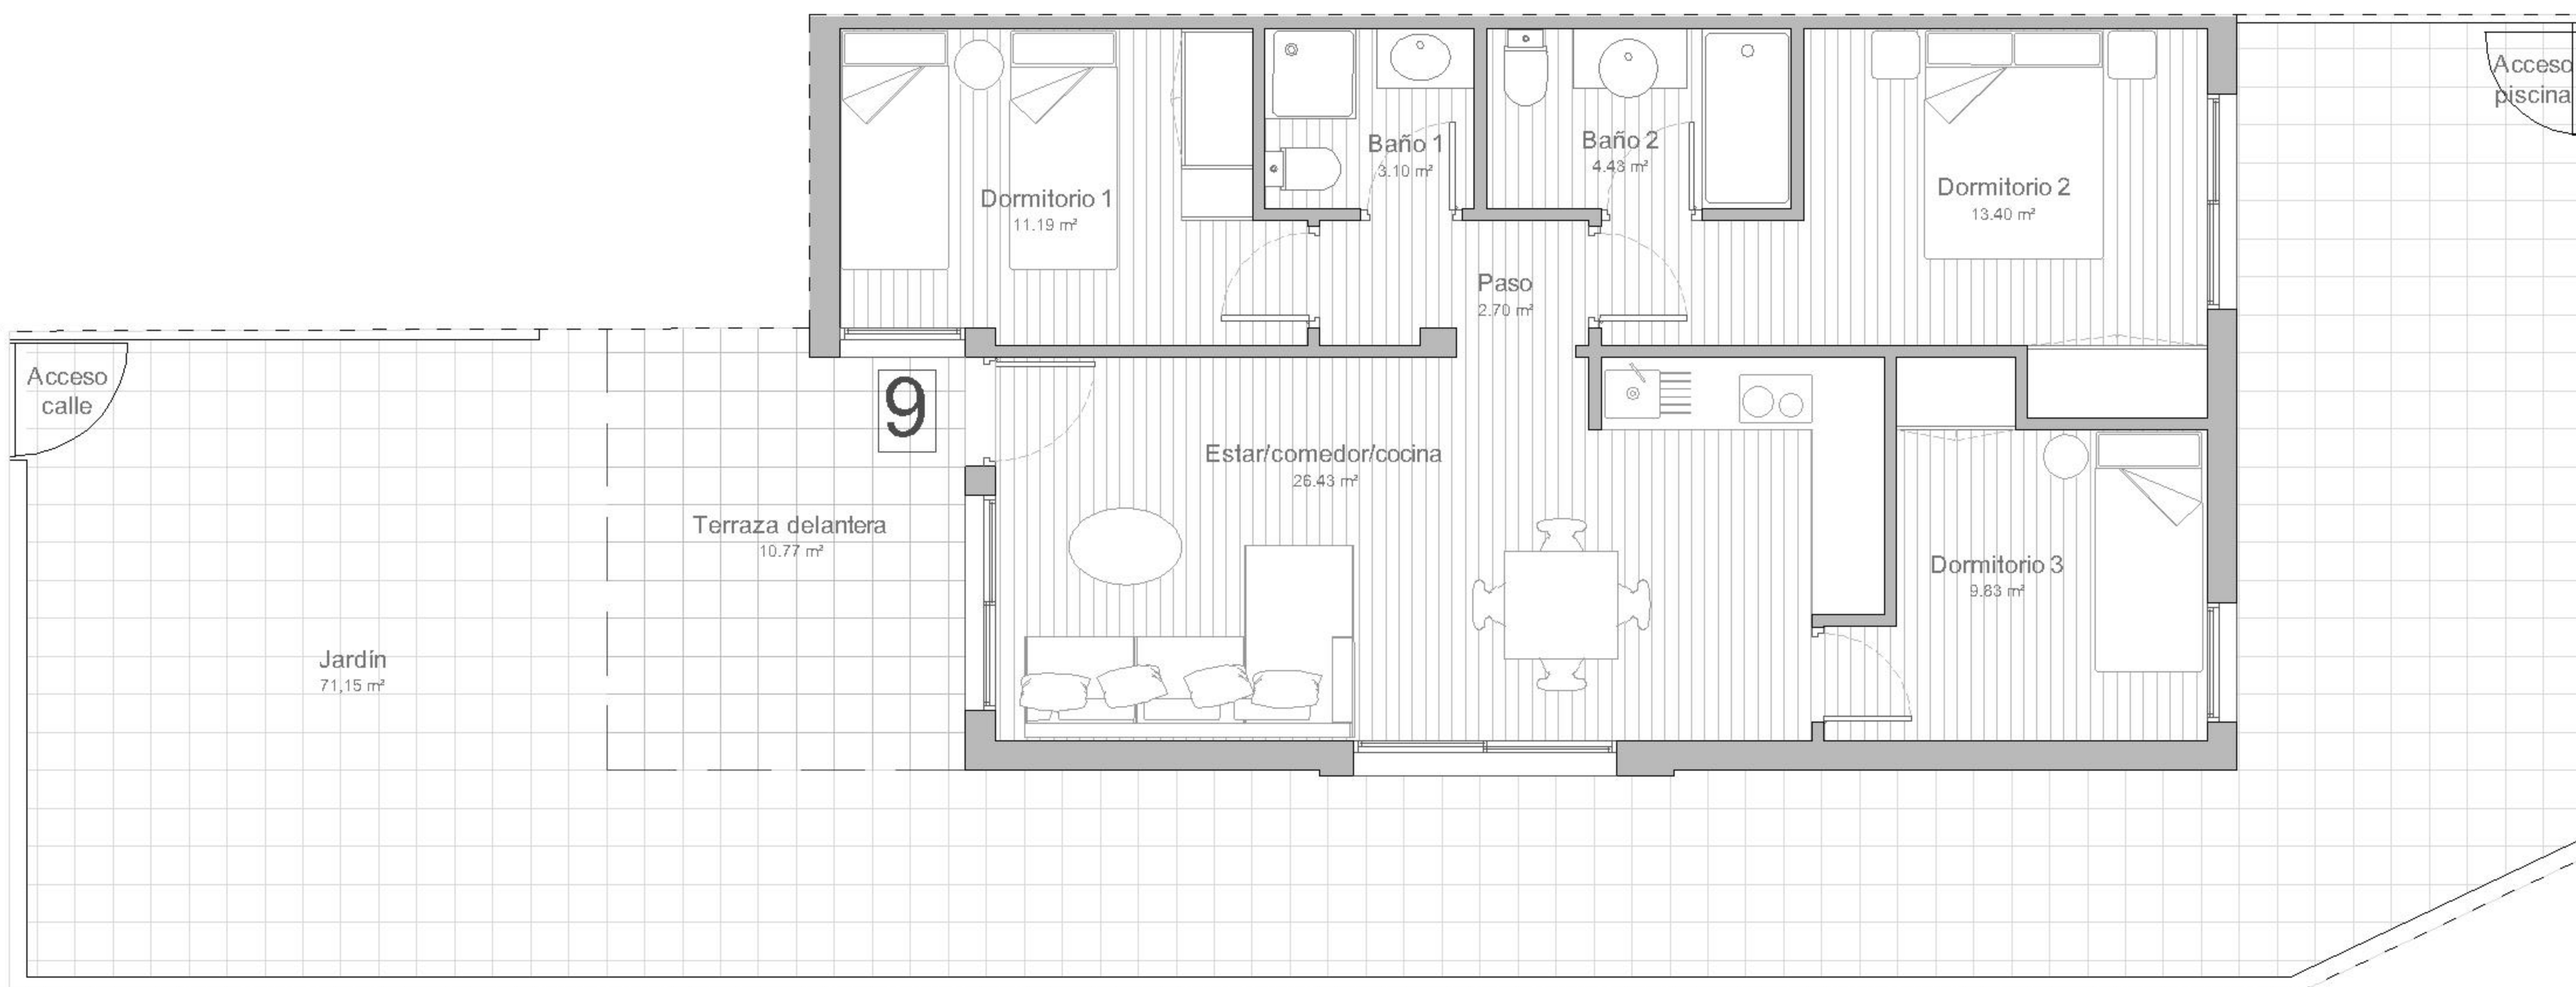 Acceso
piscina
Baño 1
3.10 m²
Baño 2
4.43 m²
Dormitorio 1
11.19 m²
Dormitorio 2
13.40 m²
Paso
2.70 m²
Acceso
calle
9
Estar/comedor/cocina
26.43 m²
Terraza delantera
10.77 m²
Dormitorio 3
9.83 m²
Jardín
71,15 m²